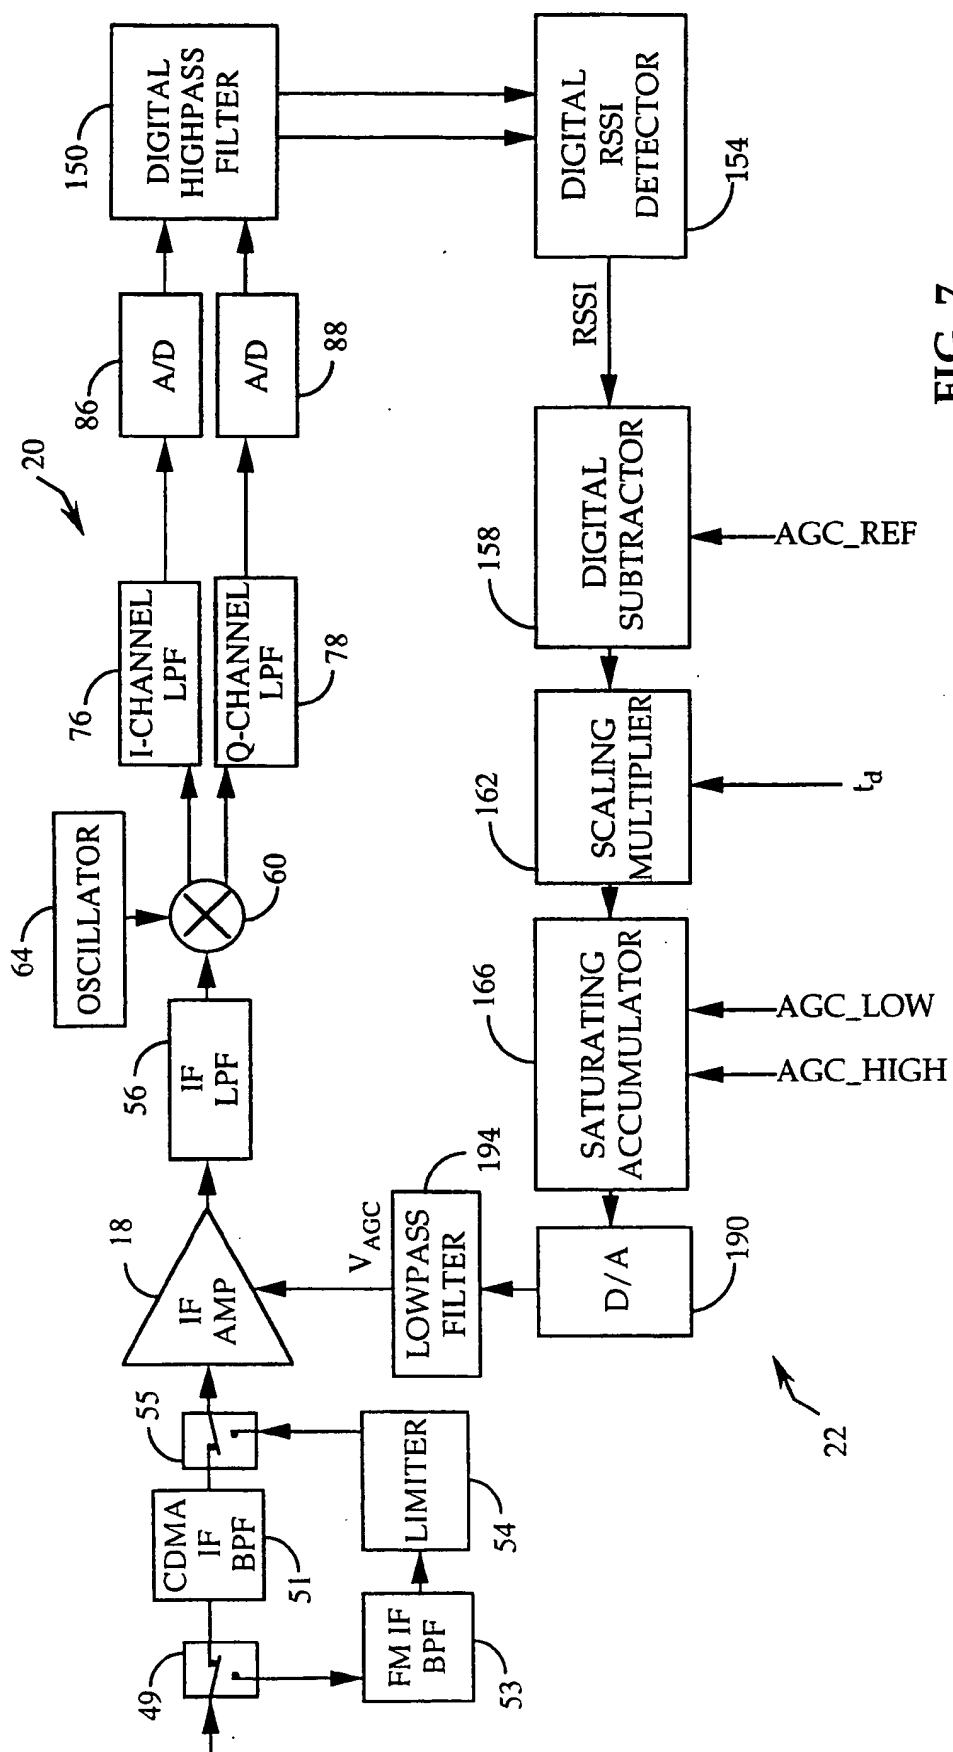 49
CDMA
IF
BPF
51
55
FM IF
BPF
53
LIMITER
54
IF
AMP
18
IF
LPF
56
OSCILLATOR
64
60
I-CHANNEL
LPF
76
Q-CHANNEL
LPF
78
20
A/D
86
A/D
88
DIGITAL
HIGHPASS
FILTER
150
DIGITAL
RSSI
DETECTOR
154
RSSI
DIGITAL
SUBTRACTOR
158
AGC_REF
SCALING
MULTIPLIER
162
td
SATURATING
ACCUMULATOR
166
AGC_LOW
AGC_HIGH
D/A
190
LOWPASS
FILTER
194
VAGC
22
FIG. 7